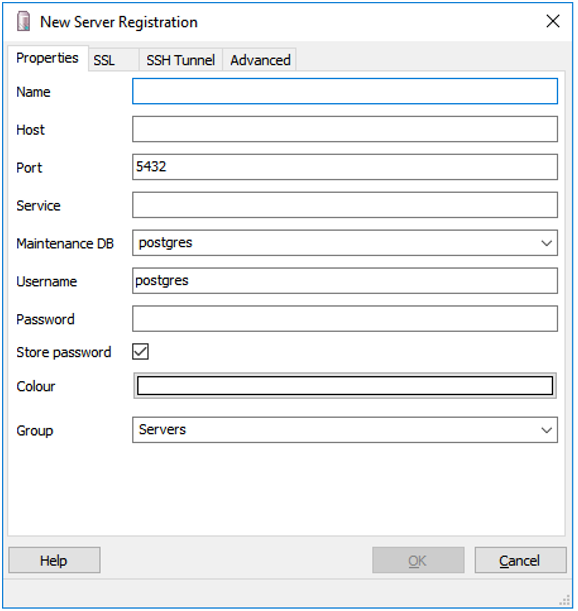 New Server Registration
Properties SSL SSH Tunnel Advanced
Name
Host
Port 5432
Service
Maintenance DB postgres
Username postgres
Password
Store password
Colour
Group Servers
Help OK Cancel